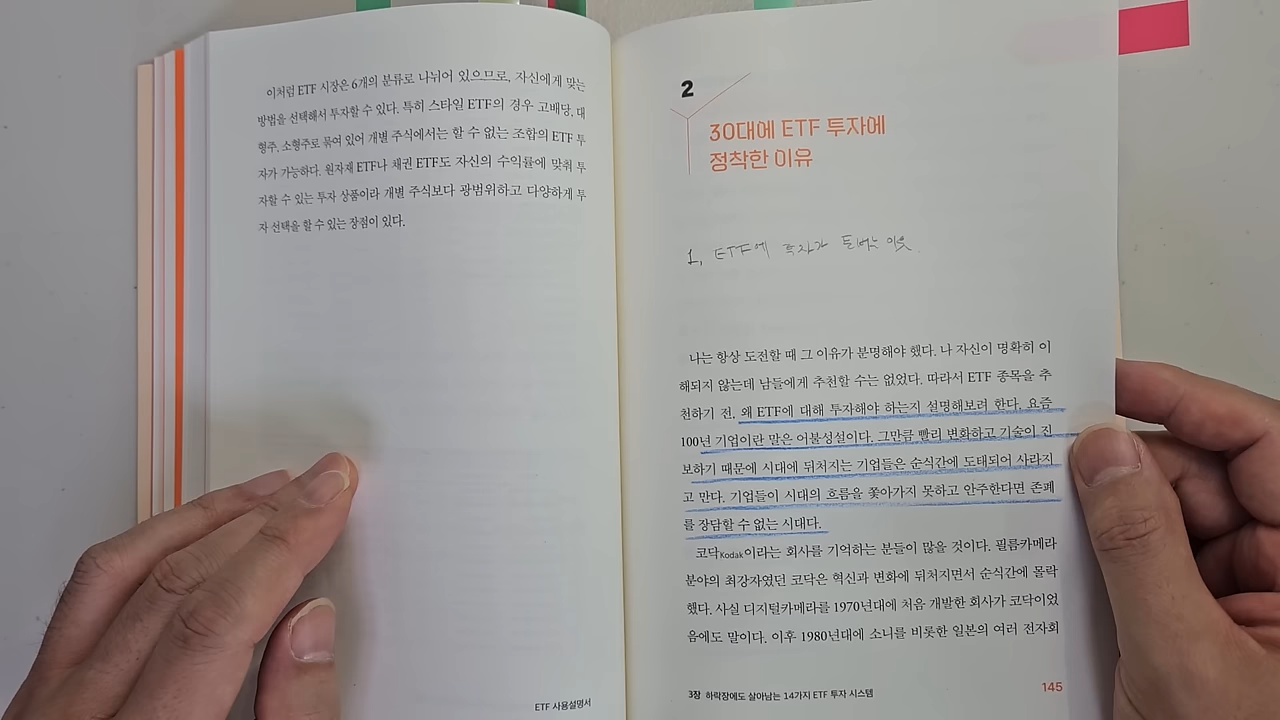 이처럼 ETF 시장은 6개의 분류로 나뉘어 있으므로, 자신에게 맞는
방법을 선택해서 투자할 수 있다. 특히 스타일 ETF의 경우 고배당, 대
형주, 소형주로 묶여 있어 개별 주식에서는 할 수 없는 조합의 ETF 투
자가 가능하다. 원자재 ETF나 채권 ETF도 자신의 수익률에 맞춰 투
자할 수 있는 투자 상품이라 개별 주식보다 광범위하고 다양하게 투
자 선택을 할 수 있는 장점이 있다.
ETF 사용설명서
2
30대에 ETF 투자에
정착한 이유
1, ETF에 투자가 되는 이유
나는 항상 도전할 때 그 이유가 분명해야 했다. 나 자신이 명확히 이
해되지 않는데 남들에게 추천할 수는 없었다. 따라서 ETF 종목을 추
천하기 전, 왜 ETF에 대해 투자해야 하는지 설명해보려 한다. 요즘
100년 기업이란 말은 어불성설이다. 그만큼 빨리 변화하고 기술이 진
보하기 때문에 시대에 뒤처지는 기업들은 순식간에 도태되어 사라지
고 만다. 기업들이 시대의 흐름을 쫓아가지 못하고 안주한다면 존폐
를 장담할 수 없는 시대다.
코닥Kodak이라는 회사를 기억하는 분들이 많을 것이다. 필름카메라
분야의 최강자였던 코닥은 혁신과 변화에 뒤처지면서 순식간에 몰락
했다. 사실 디지털카메라를 1970년대에 처음 개발한 회사가 코닥이었
음에도 말이다. 이후 1980년대에 소니를 비롯한 일본의 여러 전자회
3장 하락장에도 살아남는 14가지 ETF 투자 시스템
145